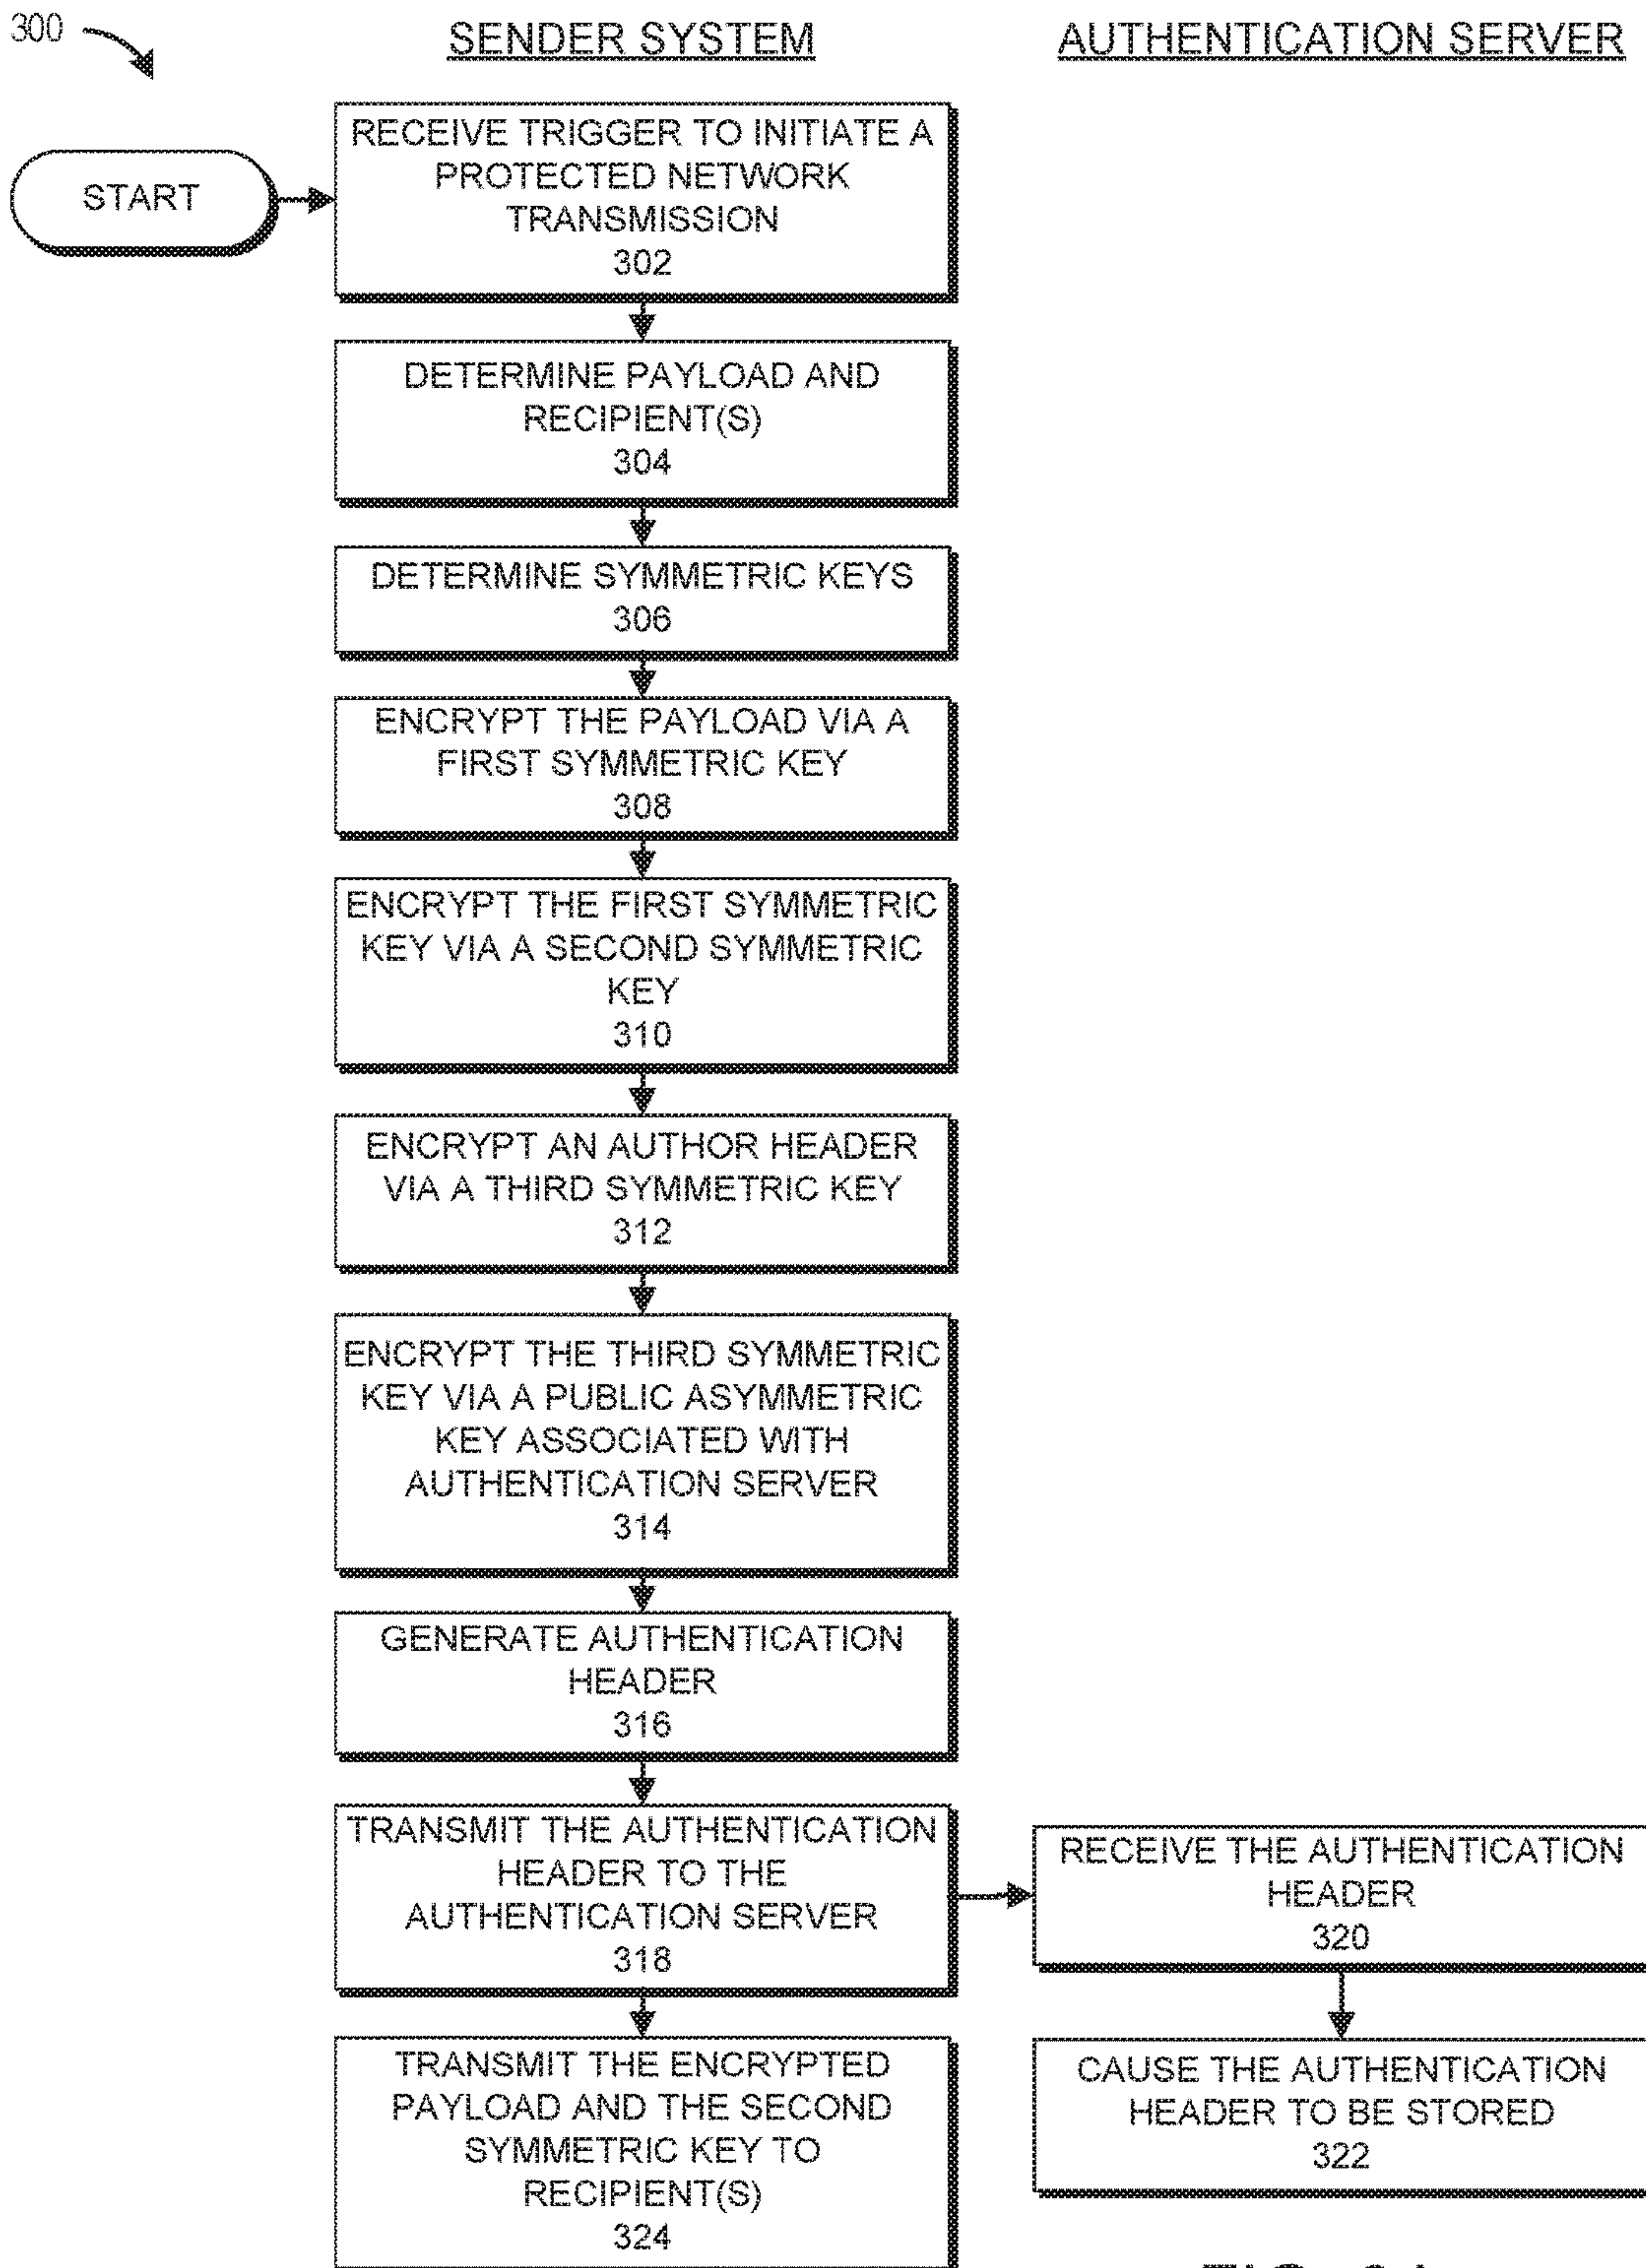 300
SENDER SYSTEM
AUTHENTICATION SERVER
START
RECEIVE TRIGGER TO INITIATE A
PROTECTED NETWORK
TRANSMISSION
302
DETERMINE PAYLOAD AND
RECIPIENT(S)
304
DETERMINE SYMMETRIC KEYS
306
ENCRYPT THE PAYLOAD VIA A
FIRST SYMMETRIC KEY
308
ENCRYPT THE FIRST SYMMETRIC
KEY VIA A SECOND SYMMETRIC
KEY
310
ENCRYPT AN AUTHOR HEADER
VIA A THIRD SYMMETRIC KEY
312
ENCRYPT THE THIRD SYMMETRIC
KEY VIA A PUBLIC ASYMMETRIC
KEY ASSOCIATED WITH
AUTHENTICATION SERVER
314
GENERATE AUTHENTICATION
HEADER
316
TRANSMIT THE AUTHENTICATION
HEADER TO THE
AUTHENTICATION SERVER
318
RECEIVE THE AUTHENTICATION
HEADER
320
CAUSE THE AUTHENTICATION
HEADER TO BE STORED
322
TRANSMIT THE ENCRYPTED
PAYLOAD AND THE SECOND
SYMMETRIC KEY TO
RECIPIENT(S)
324